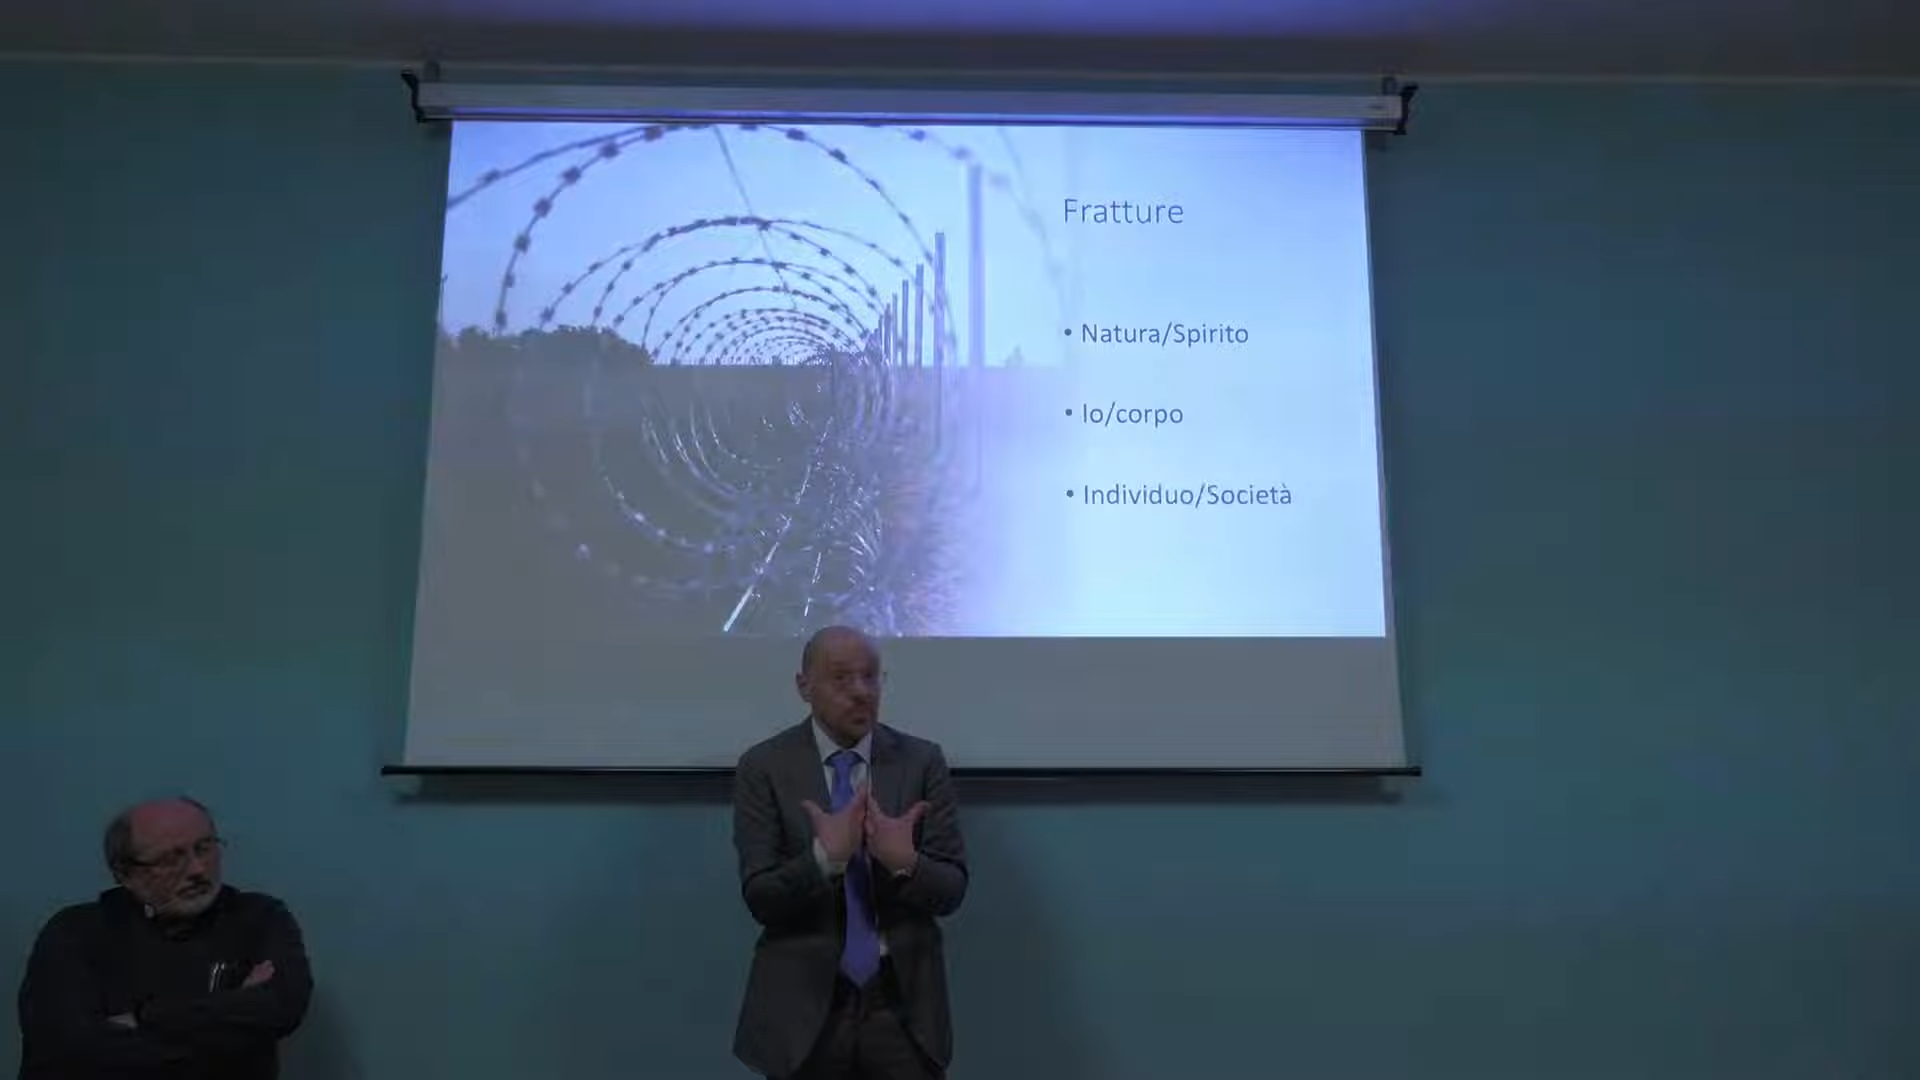 Fratture
• Natura/Spirito
• Io/corpo
• Individuo/Società